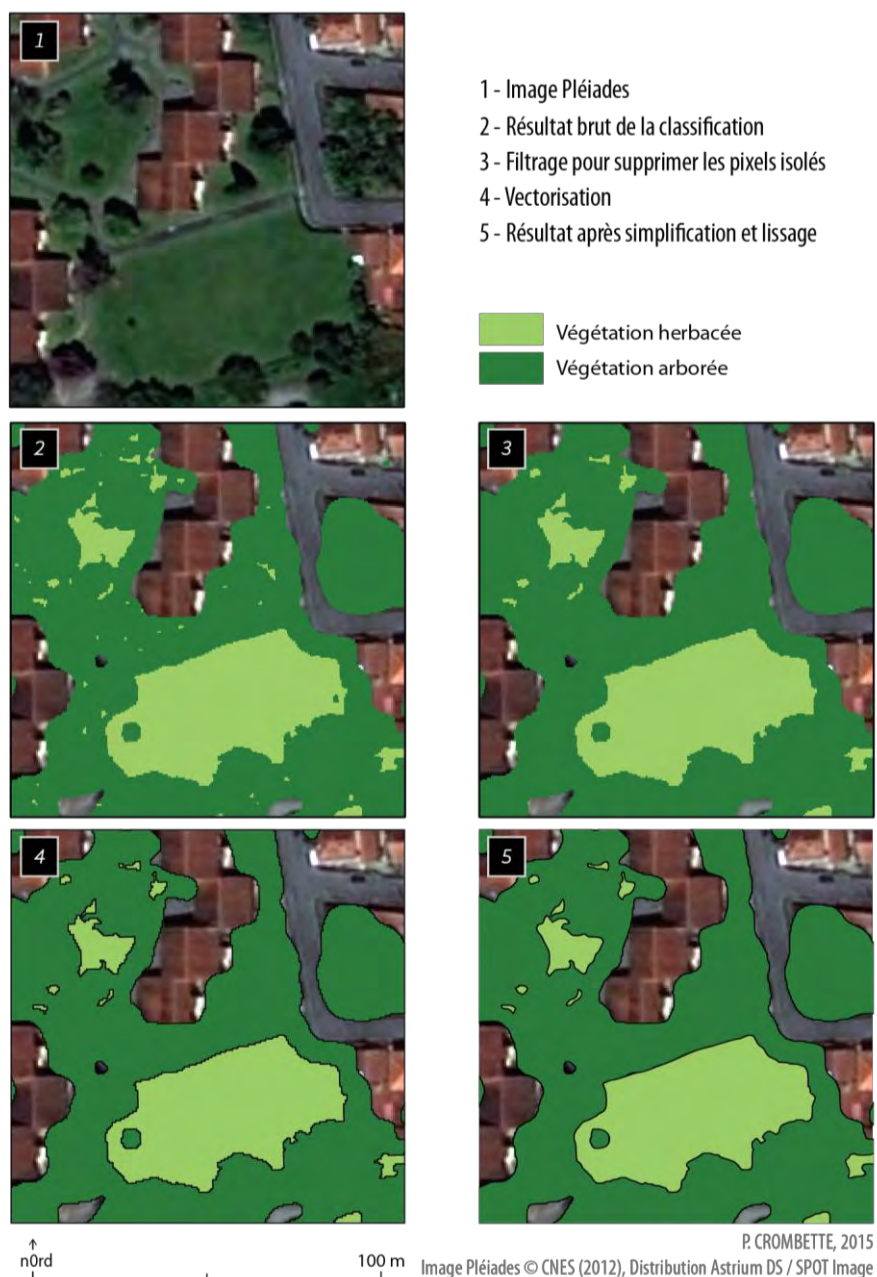 1
1 - Image Pléiades
2 - Résultat brut de la classification
3 - Filtrage pour supprimer les pixels isolés
4 - Vectorisation
5 - Résultat après simplification et lissage
Végétation herbacée
Végétation arborée
2
3
4
5
n0rd
100 m
P. CROMBETTE, 2015
Image Pléiades © CNES (2012), Distribution Astrium DS / SPOT Image